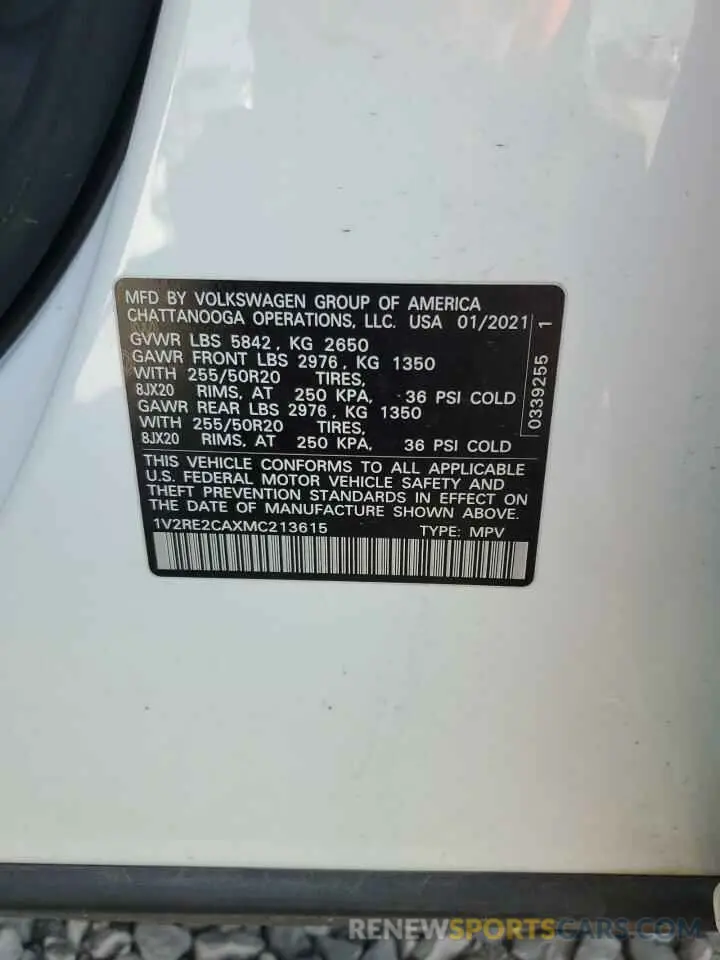 MFD BY VOLKSWAGEN GROUP OF AMERICA
CHATTANOOGA OPERATIONS, LLC. USA 01/2021
GVWR LBS 5842, KG 2650
GAWR FRONT LBS 2976, KG 1350
WITH 255/50R20 TIRES,
8JX20 RIMS, AT 250 KPA, 36 PSI COLD
GAWR REAR LBS 2976, KG 1350
WITH 255/50R20 TIRES,
8JX20 RIMS, AT 250 KPA, 36 PSI COLD
0339255 1
THIS VEHICLE CONFORMS TO ALL APPLICABLE
U.S. FEDERAL MOTOR VEHICLE SAFETY AND
THEFT PREVENTION STANDARDS IN EFFECT ON
THE DATE OF MANUFACTURE SHOWN ABOVE.
1V2RE2CAXMC213615 TYPE: MPV
RENEWSPORTSCARS.COM